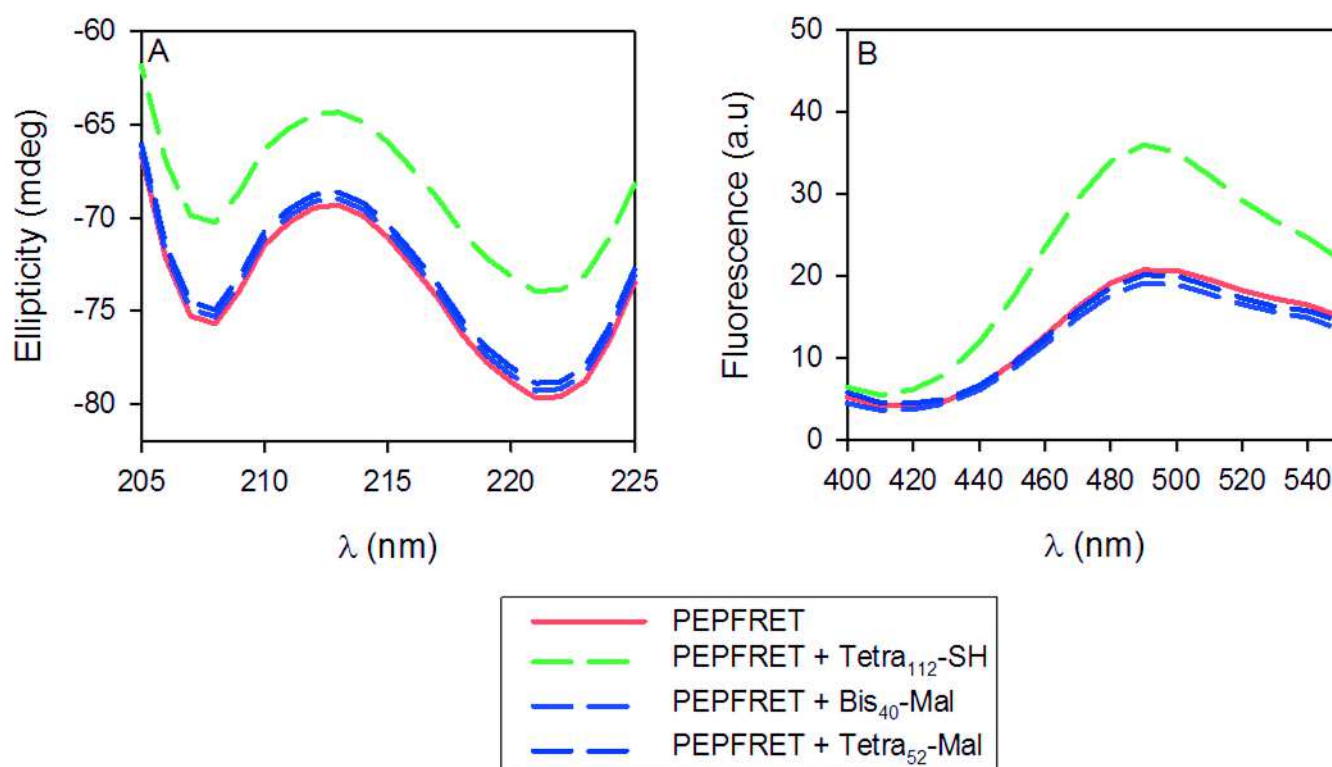 A
-60
-65
-70
-75
-80
Ellipticity (mdeg)
205 210 215 220 225
λ (nm)
B
50
40
30
20
10
0
Fluorescence (a.u)
400 420 440 460 480 500 520 540
λ (nm)
PEPFRET
PEPFRET + Tetra₁₁₂-SH
PEPFRET + Bis₄₀-Mal
PEPFRET + Tetra₅₂-Mal